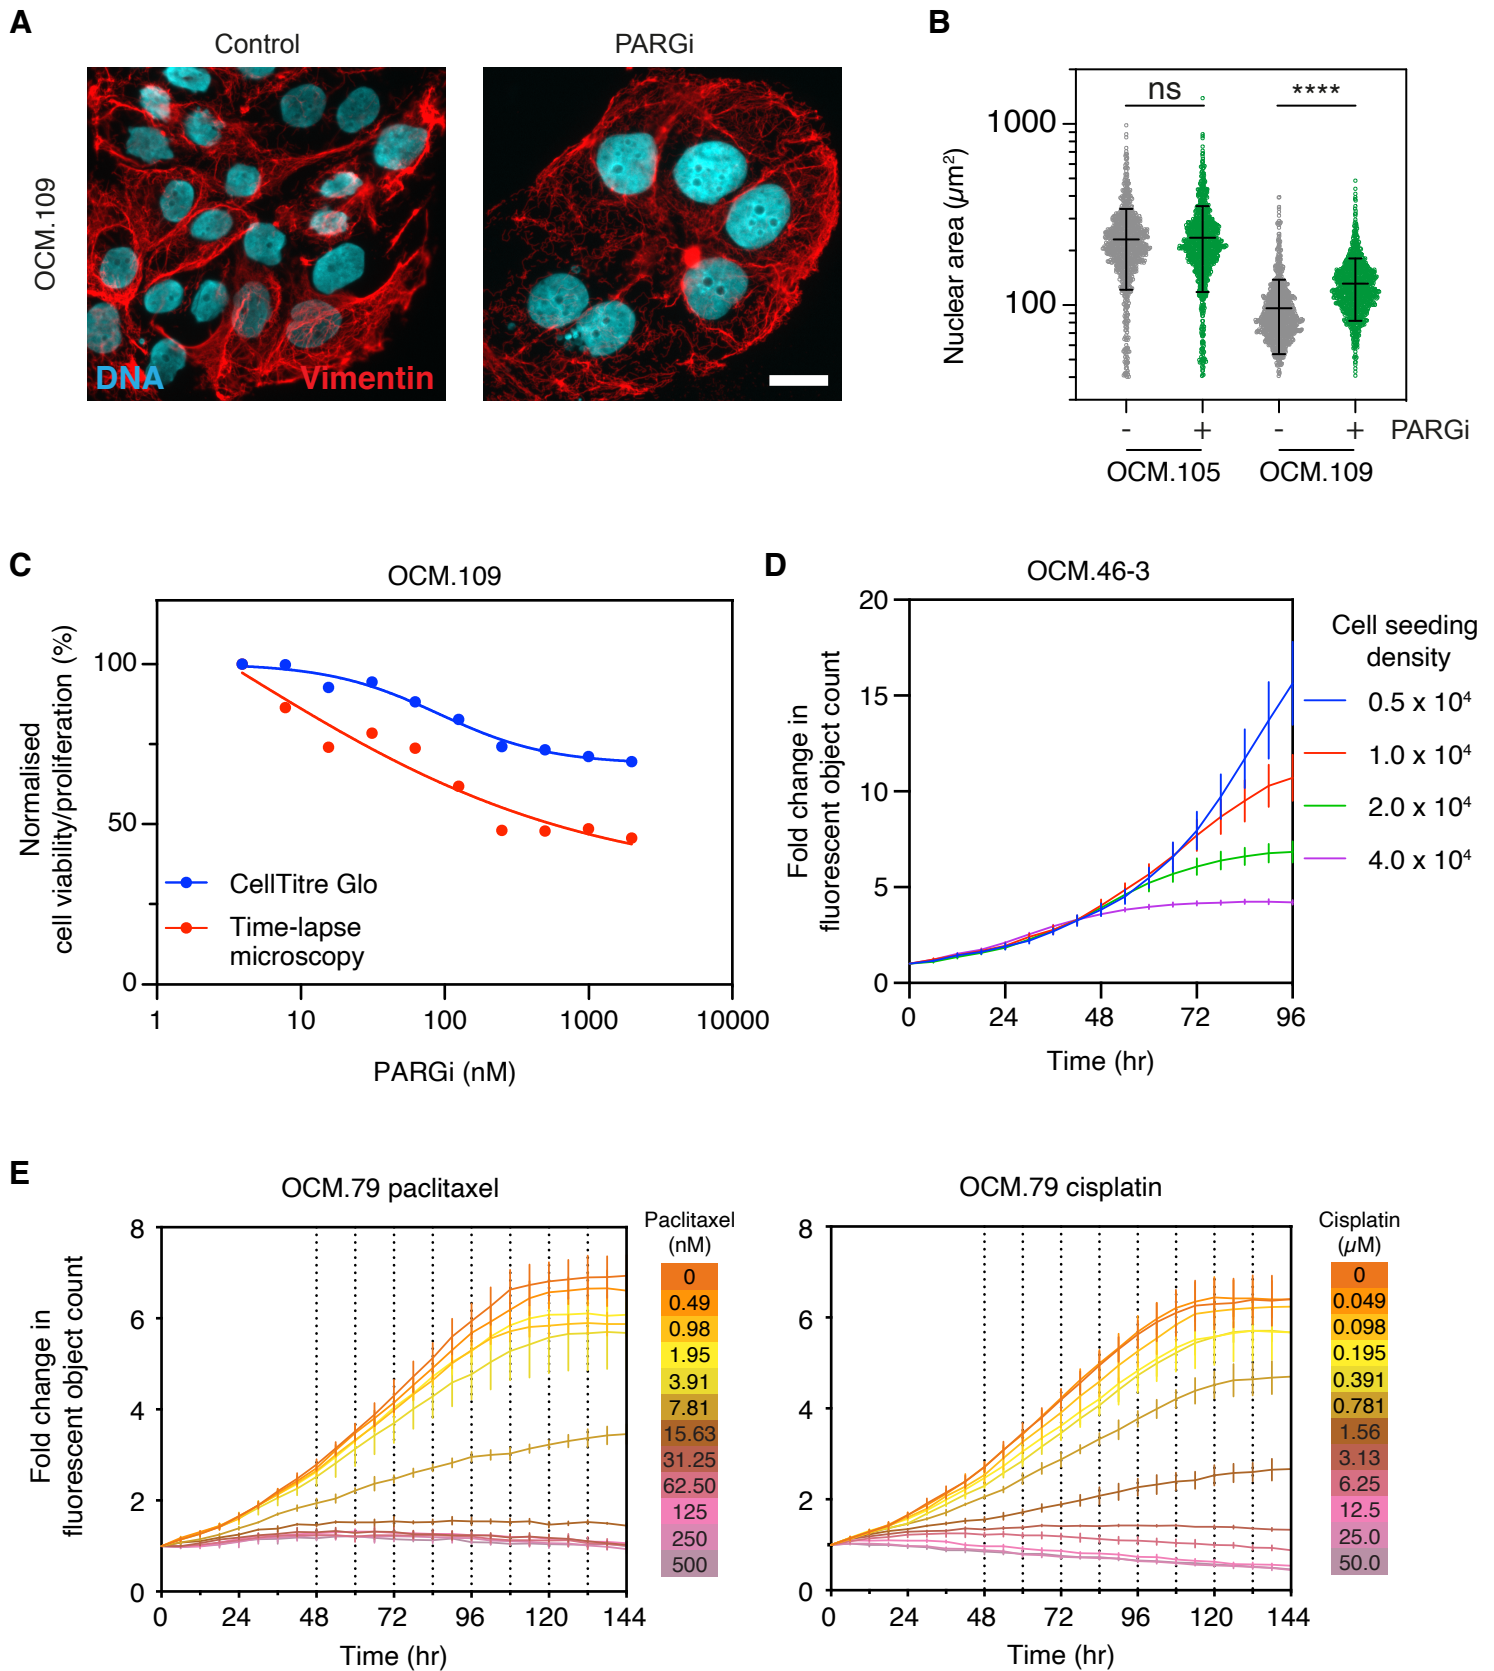 A
Control
PARGi
OCM.109
DNA
Vimentin
B
Nuclear area (µm²)
1000
100
ns
****
- + - + PARGi
OCM.105 OCM.109
C
OCM.109
Normalised
cell viability/proliferation (%)
100
50
0
CellTitre Glo
Time-lapse
microscopy
1 10 100 1000 10000
PARGi (nM)
D
OCM.46-3
Fold change in
fluorescent object count
20
15
10
5
0
0 24 48 72 96
Time (hr)
Cell seeding
density
0.5 x 10⁴
1.0 x 10⁴
2.0 x 10⁴
4.0 x 10⁴
E
OCM.79 paclitaxel
Fold change in
fluorescent object count
8
6
4
2
0
0 24 48 72 96 120 144
Time (hr)
Paclitaxel
(nM)
0
0.49
0.98
1.95
3.91
7.81
15.63
31.25
62.50
125
250
500
OCM.79 cisplatin
8
6
4
2
0
0 24 48 72 96 120 144
Time (hr)
Cisplatin
(µM)
0
0.049
0.098
0.195
0.391
0.781
1.56
3.13
6.25
12.5
25.0
50.0